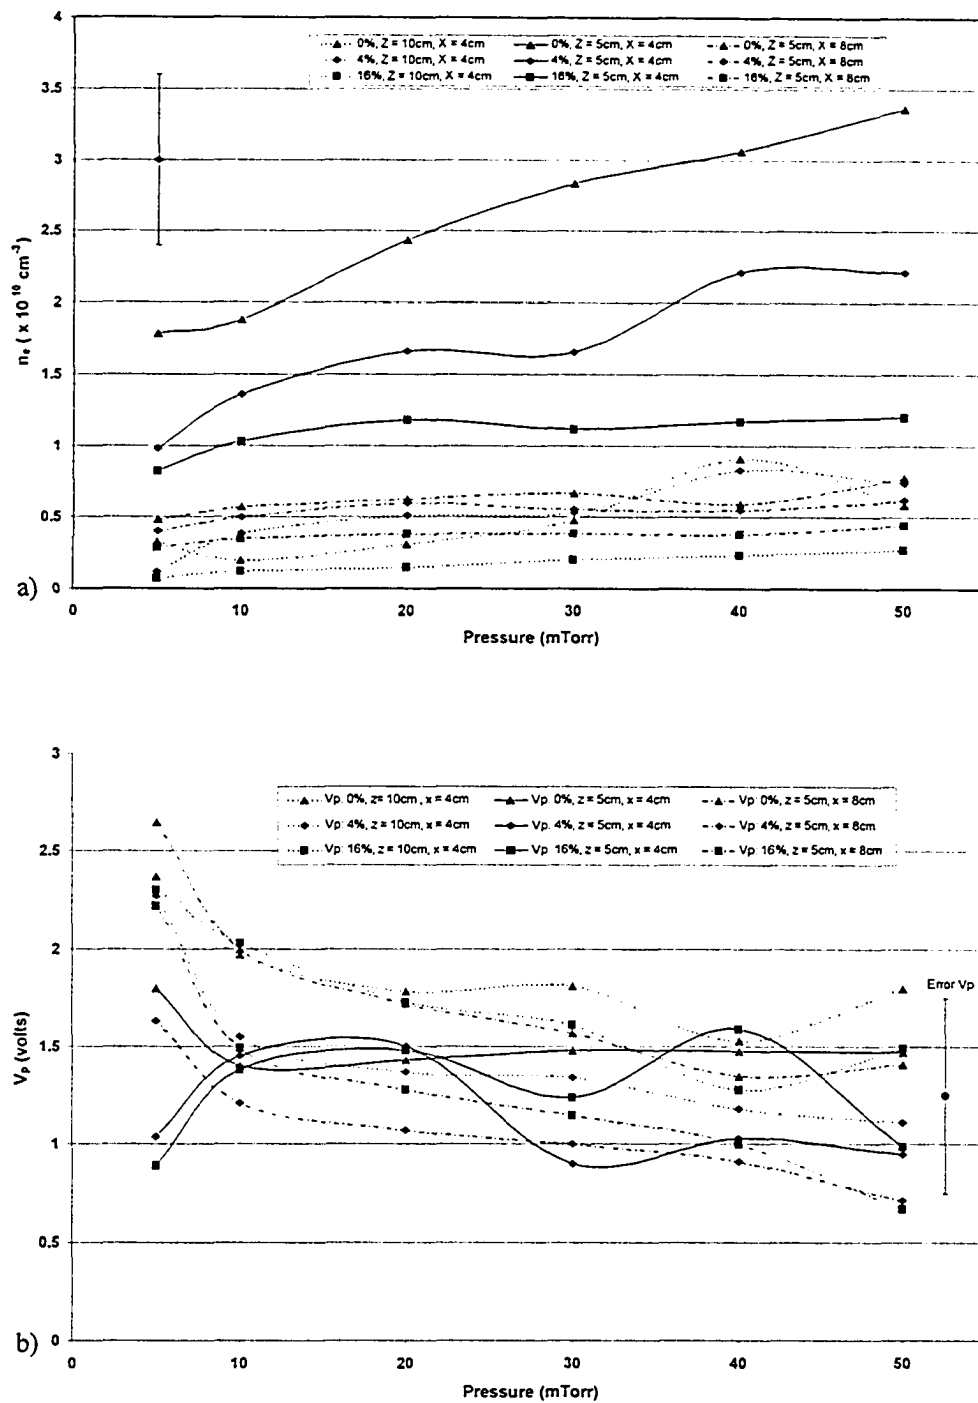 4
0%, Z = 10cm, X = 4cm 0%, Z = 5cm, X = 4cm 0%, Z = 5cm, X = 8cm
4%, Z = 10cm, X = 4cm 4%, Z = 5cm, X = 4cm 4%, Z = 5cm, X = 8cm
16%, Z = 10cm, X = 4cm 16%, Z = 5cm, X = 4cm 16%, Z = 5cm, X = 8cm
3.5
3
2.5
2
1.5
1
0.5
0
nₑ ( x 10¹⁰ cm⁻³)
a)
0 10 20 30 40 50
Pressure (mTorr)
3
Vp: 0%, z = 10cm, x = 4cm Vp: 0%, z = 5cm, x = 4cm Vp: 0%, z = 5cm, x = 8cm
Vp: 4%, z = 10cm, x = 4cm Vp: 4%, z = 5cm, x = 4cm Vp: 4%, z = 5cm, x = 8cm
Vp: 16%, z = 10cm, x = 4cm Vp: 16%, z = 5cm, x = 4cm Vp: 16%, z = 5cm, x = 8cm
2.5
2
Error Vp
1.5
1
0.5
0
Vₚ (volts)
b)
0 10 20 30 40 50
Pressure (mTorr)